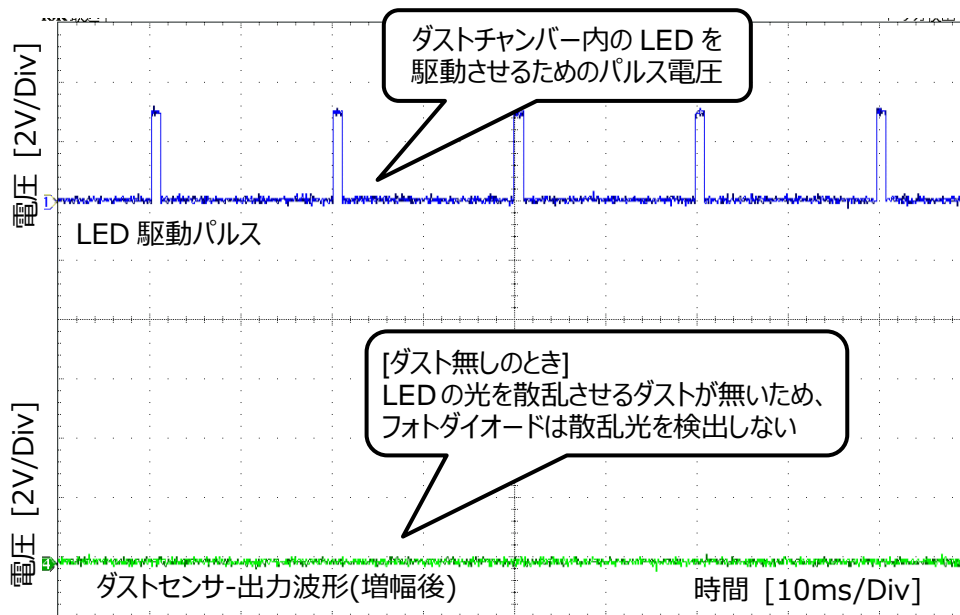 ダストチャンバー内の LED を
駆動させるためのパルス電圧
電圧 [2V/Div]
1
LED 駆動パルス
[ダスト無しのとき]
LED の光を散乱させるダストが無いため、
フォトダイオードは散乱光を検出しない
電圧 [2V/Div]
4
ダストセンサ-出力波形(増幅後)
時間 [10ms/Div]